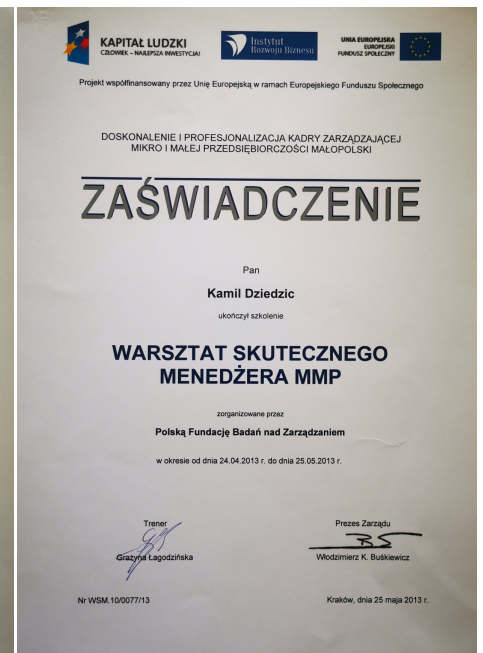 KAPITAŁ LUDZKI
CZŁOWIEK – NAJLEPSZA INWESTYCJA!
Instytut
Rozwoju Biznesu
UNIA EUROPEJSKA
EUROPEJSKI
FUNDUSZ SPOŁECZNY
Projekt współfinansowany przez Unię Europejską w ramach Europejskiego Funduszu Społecznego
DOSKONALENIE I PROFESJONALIZACJA KADRY ZARZĄDZAJĄCEJ
MIKRO I MAŁEJ PRZEDSIĘBIORCZOŚCI MAŁOPOLSKI
ZAŚWIADCZENIE
Pan
Kamil Dziedzic
ukończył szkolenie
WARSZTAT SKUTECZNEGO
MENEDŻERA MMP
zorganizowane przez
Polską Fundację Badań nad Zarządzaniem
w okresie od dnia 24.04.2013 r. do dnia 25.05.2013 r.
Trener
Grażyna Łagodzińska
Prezes Zarządu
Włodzimierz K. Buśkiewicz
Nr WSM.10/0077/13
Kraków, dnia 25 maja 2013 r.